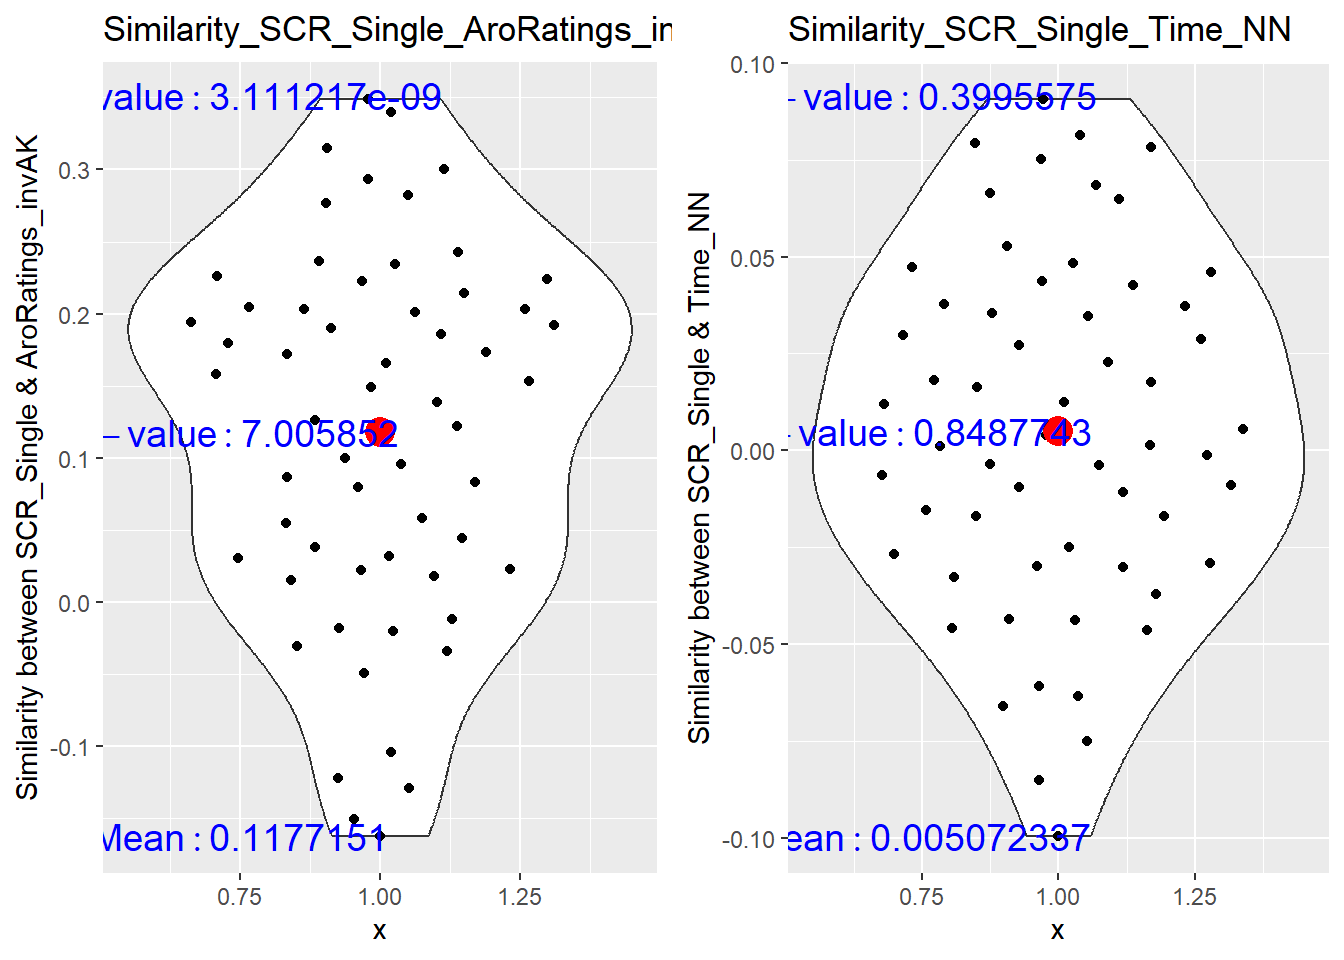 Similarity_SCR_Single_AroRatings_in
Similarity between SCR_Single & AroRatings_invAK
0.3
0.2
0.1
0.0
-0.1
value : 3.111217e-09
– value : 7.005852
Mean : 0.1177151
0.75 1.00 1.25
x
Similarity_SCR_Single_Time_NN
Similarity between SCR_Single & Time_NN
0.10
0.05
0.00
-0.05
-0.10
- value : 0.3995575
- value : 0.8487743
ean : 0.005072337
0.75 1.00 1.25
x